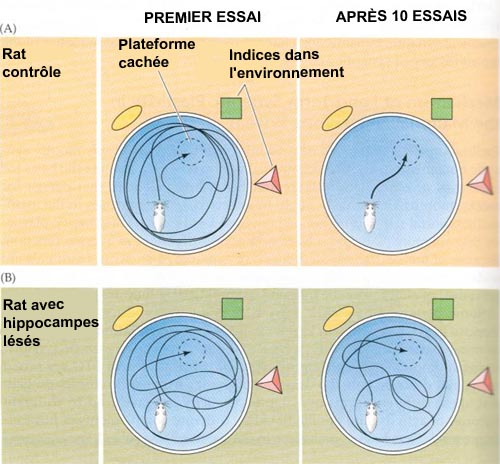 PREMIER ESSAI
APRÈS 10 ESSAIS
(A)
Rat
contrôle
Plateforme
cachée
Indices dans
l'environnement
(B)
Rat avec
hippocampes
lésés